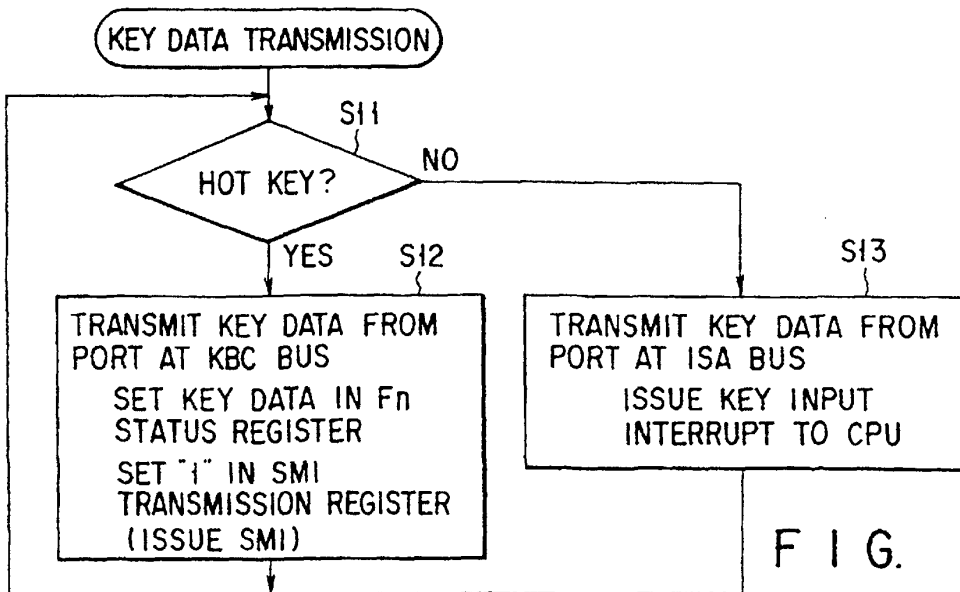 KEY DATA TRANSMISSION
S11
HOT KEY?
NO
YES
S12
TRANSMIT KEY DATA FROM
PORT AT KBC BUS
SET KEY DATA IN Fn
STATUS REGISTER
SET "1" IN SMI
TRANSMISSION REGISTER
(ISSUE SMI)
S13
TRANSMIT KEY DATA FROM
PORT AT ISA BUS
ISSUE KEY INPUT
INTERRUPT TO CPU
FIG.